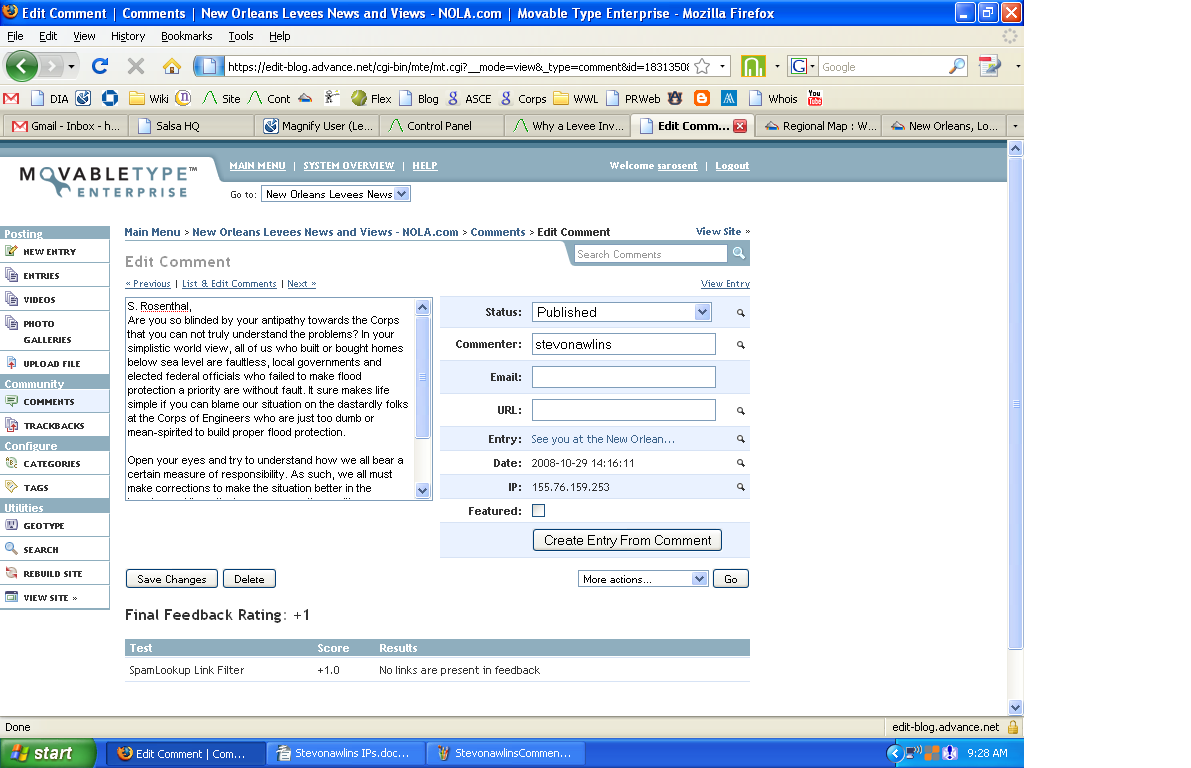 Edit Comment | Comments | New Orleans Levees News and Views - NOLA.com | Movable Type Enterprise - Mozilla Firefox
File Edit View History Bookmarks Tools Help
https://edit-blog.advance.net/cgi-bin/mte/mt.cgi?__mode=view&_type=comment&id=18313508
Google
DIA Wiki Site Cont Flex Blog ASCE Corps WWL PRWeb Whois
Gmail - Inbox - h... Salsa HQ Magnify User (Le... Control Panel Why a Levee Inv... Edit Comm... Regional Map : W... New Orleans, Lo...
MOVABLETYPE™
ENTERPRISE
MAIN MENU | SYSTEM OVERVIEW | HELP
Welcome sarosent | Logout
Go to: New Orleans Levees News
Posting
NEW ENTRY
ENTRIES
VIDEOS
PHOTO
GALLERIES
UPLOAD FILE
Community
COMMENTS
TRACKBACKS
Configure
CATEGORIES
TAGS
Utilities
GEOTYPE
SEARCH
REBUILD SITE
VIEW SITE »
Main Menu > New Orleans Levees News and Views - NOLA.com > Comments > Edit Comment
View Site »
Edit Comment
Search Comments
« Previous | List & Edit Comments | Next »
View Entry
S. Rosenthal,
Are you so blinded by your antipathy towards the Corps
that you can not truly understand the problems? In your
simplistic world view, all of us who built or bought homes
below sea level are faultless, local governments and
elected federal officials who failed to make flood
protection a priority are without fault. It sure makes life
simple if you can blame our situation on the dastardly folks
at the Corps of Engineers who are just too dumb or
mean-spirited to build proper flood protection.
Open your eyes and try to understand how we all bear a
certain measure of responsibility. As such, we all must
make corrections to make the situation better in the
Status: Published
Commenter: stevonawlins
Email:
URL:
Entry: See you at the New Orlean...
Date: 2008-10-29 14:16:11
IP: 155.76.159.253
Featured:
Create Entry From Comment
Save Changes Delete
More actions... Go
Final Feedback Rating: +1
Test Score Results
SpamLookup Link Filter +1.0 No links are present in feedback
Done
edit-blog.advance.net
start Edit Comment | Com... Stevonawlins IPs.doc... StevonawlinsCommen... 9:28 AM